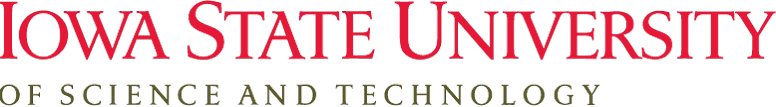 IOWA STATE UNIVERSITY
OF SCIENCE AND TECHNOLOGY